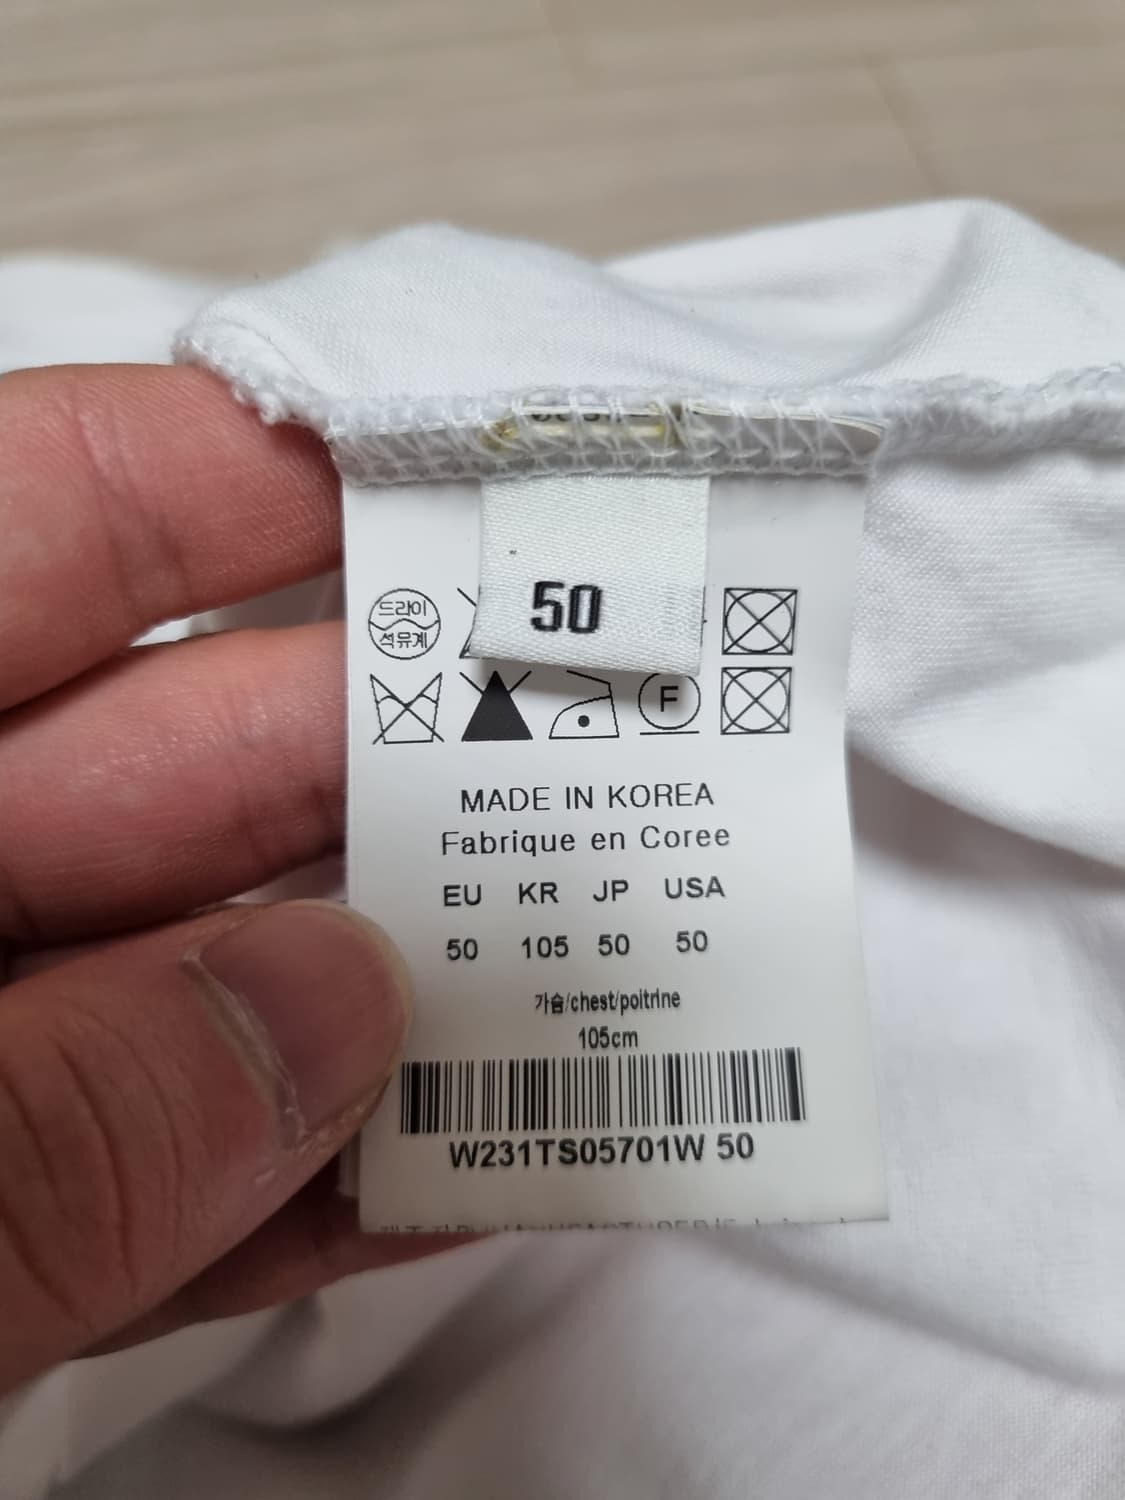 50
드라이
석유계
F
MADE IN KOREA
Fabrique en Coree
EU KR JP USA
50 105 50 50
가슴/chest/poitrine
105cm
W231TS05701W 50